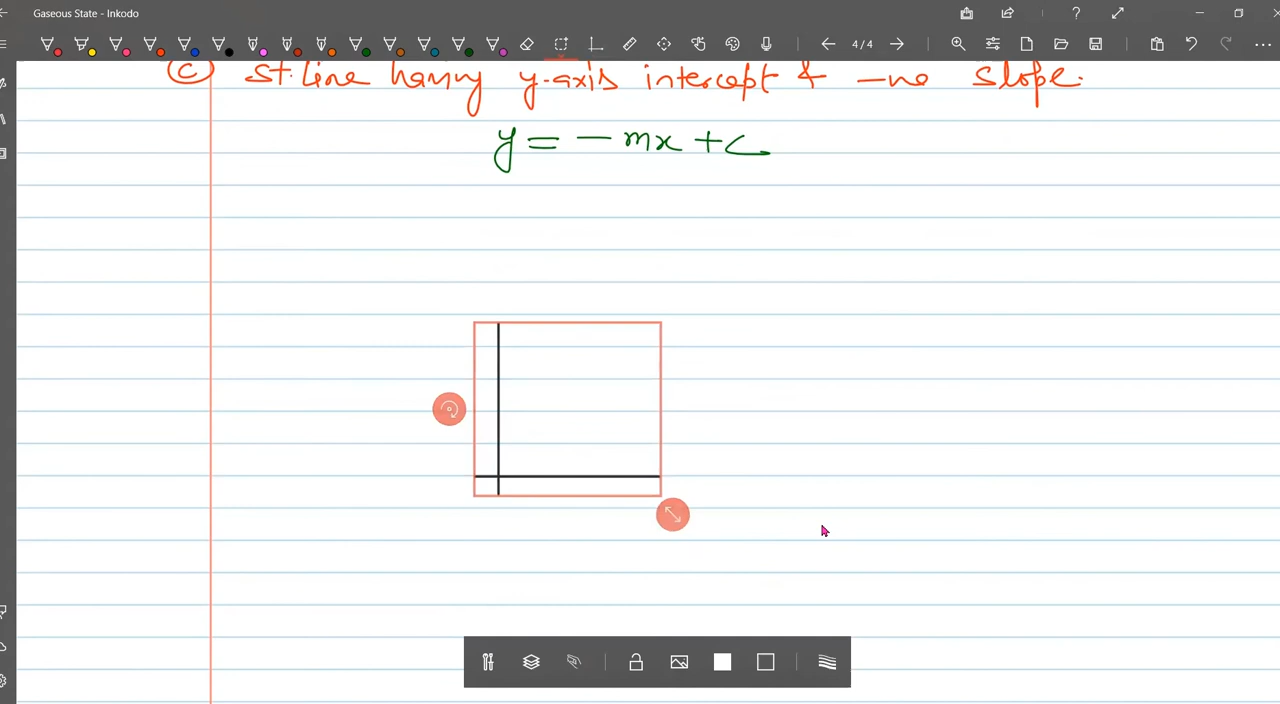 Gaseous State - Inkodo
4/4
(c) St. line having y-axis intercept & -ve slope.
y = - mx + c